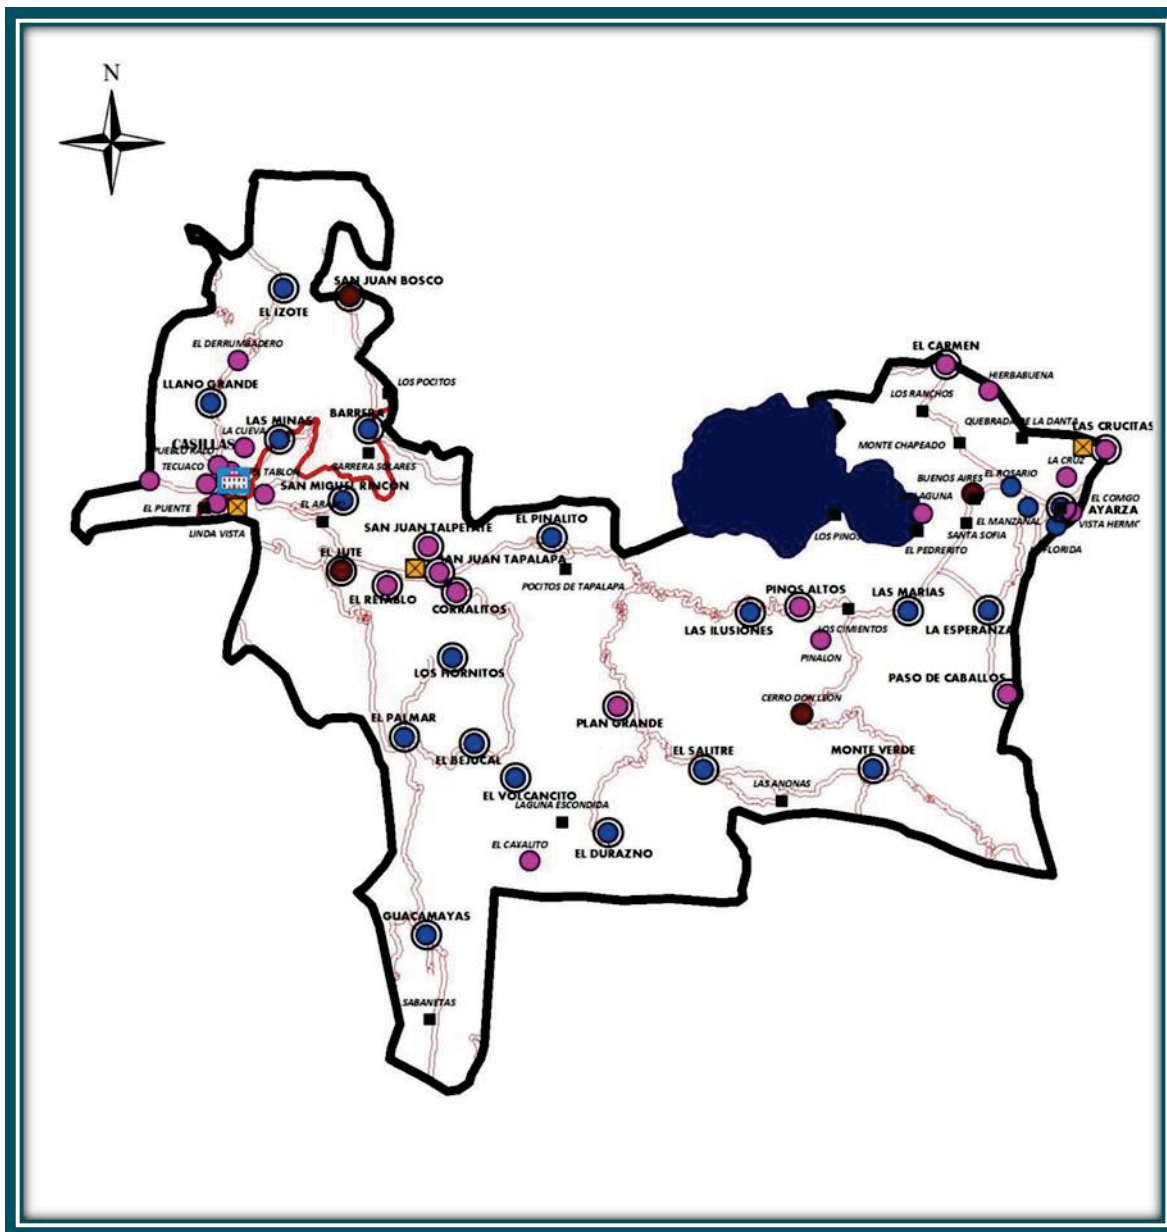 N
SAN JUAN BOSCO
EL IZOTE
EL DERRUMBADERO
EL CARMEN
HIERBABUENA
LLANO GRANDE
LOS POCITOS
LOS RANCHOS
LAS MINAS
BARRERA
QUEBRADA DE LA DANTA
LAS CRUCITAS
LA CUEVA
CASILLAS
MONTE CHAPEADO
PUEBLO
TECUACO
TABLON
BARRERA SOLARES
LA CRUZ
EL ROSARIO
BUENOS AIRES
SAN MIGUEL RINCON
LAGUNA
EL COMGO
EL PUENTE
AYARZA
EL PINALITO
LOS PINOS
EL MANZANAL
VISTA HERMO
LINDA VISTA
SAN JUAN TALPETATE
SANTA SOFIA
EL JUTE
SAN JUAN TAPALAPA
EL PEDRERITO
FLORIDA
POCITOS DE TAPALAPA
EL RETABLO
CORRALITOS
PINOS ALTOS
LAS MARÍAS
LAS ILUSIONES
LOS CIMIENTOS
LA ESPERANZA
PINALON
LOS HORNITOS
PASO DE CABALLOS
CERRO DON LEON
EL PALMAR
PLAN GRANDE
EL SALITRE
MONTE VERDE
EL BEJUCAL
EL VOLCANCITO
LAS ANONAS
LAGUNA ESCONDIDA
EL CAXALITO
EL DURAZNO
GUACAMAYAS
SABANETAS